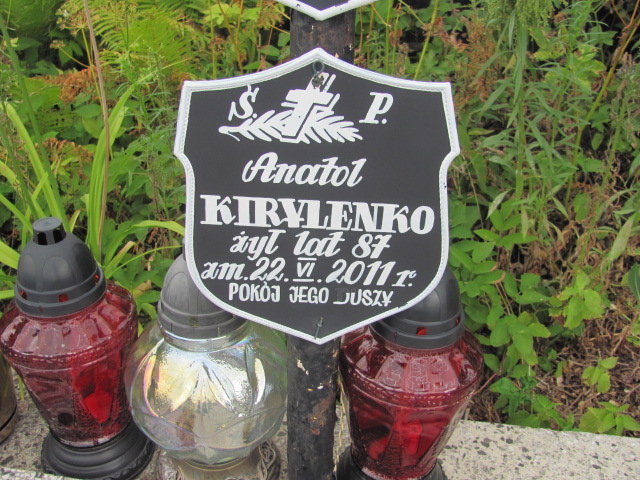 Ś. P.
Anatol
KIRYLENKO
żył lat 87
zm. 22. VI. 2011 r.
POKÓJ JEGO DUSZY